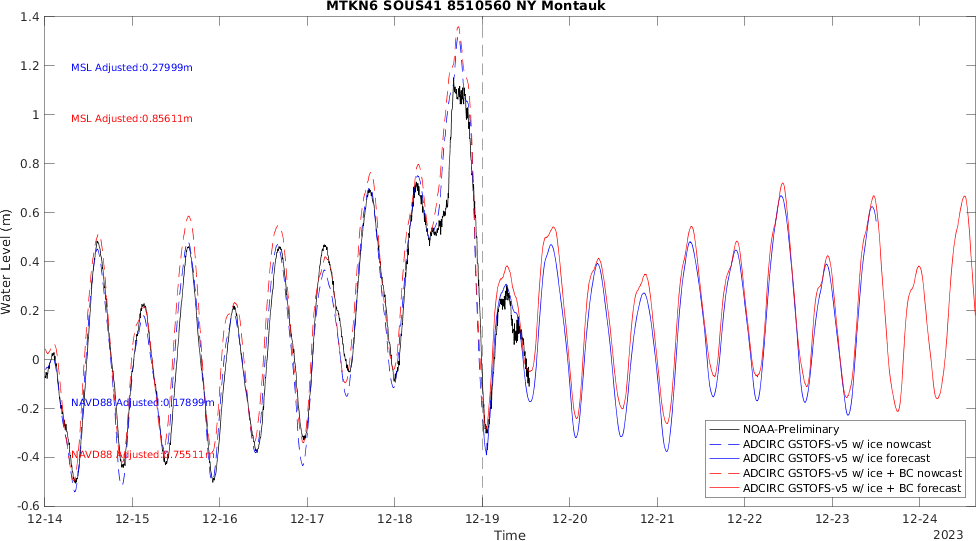 MTKN6 SOUS41 8510560 NY Montauk
1.4
1.2
1
0.8
0.6
0.4
0.2
0
-0.2
-0.4
-0.6
Water Level (m)
MSL Adjusted:0.27999m
MSL Adjusted:0.85611m
NAVD88 Adjusted:0.17899m
NAVD88 Adjusted:0.75511m
NOAA-Preliminary
ADCIRC GSTOFS-v5 w/ ice nowcast
ADCIRC GSTOFS-v5 w/ ice forecast
ADCIRC GSTOFS-v5 w/ ice + BC nowcast
ADCIRC GSTOFS-v5 w/ ice + BC forecast
12-14 12-15 12-16 12-17 12-18 12-19 12-20 12-21 12-22 12-23 12-24
Time
2023